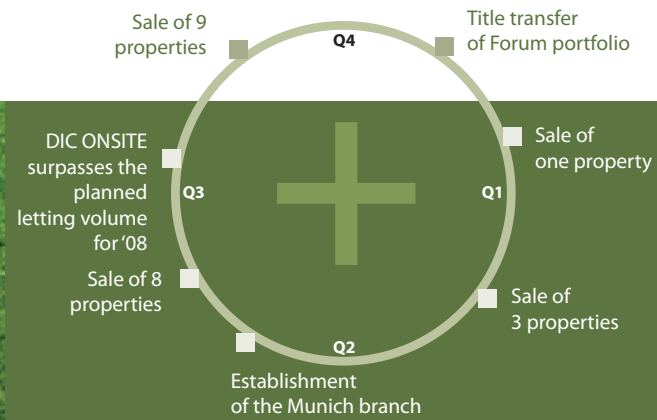 Sale of 9
properties
Q4
Title transfer
of Forum portfolio
DIC ONSITE
surpasses the
planned
letting volume
for ‘08
Q3
Q1
Sale of
one property
Sale of 8
properties
Sale of
3 properties
Q2
Establishment
of the Munich branch